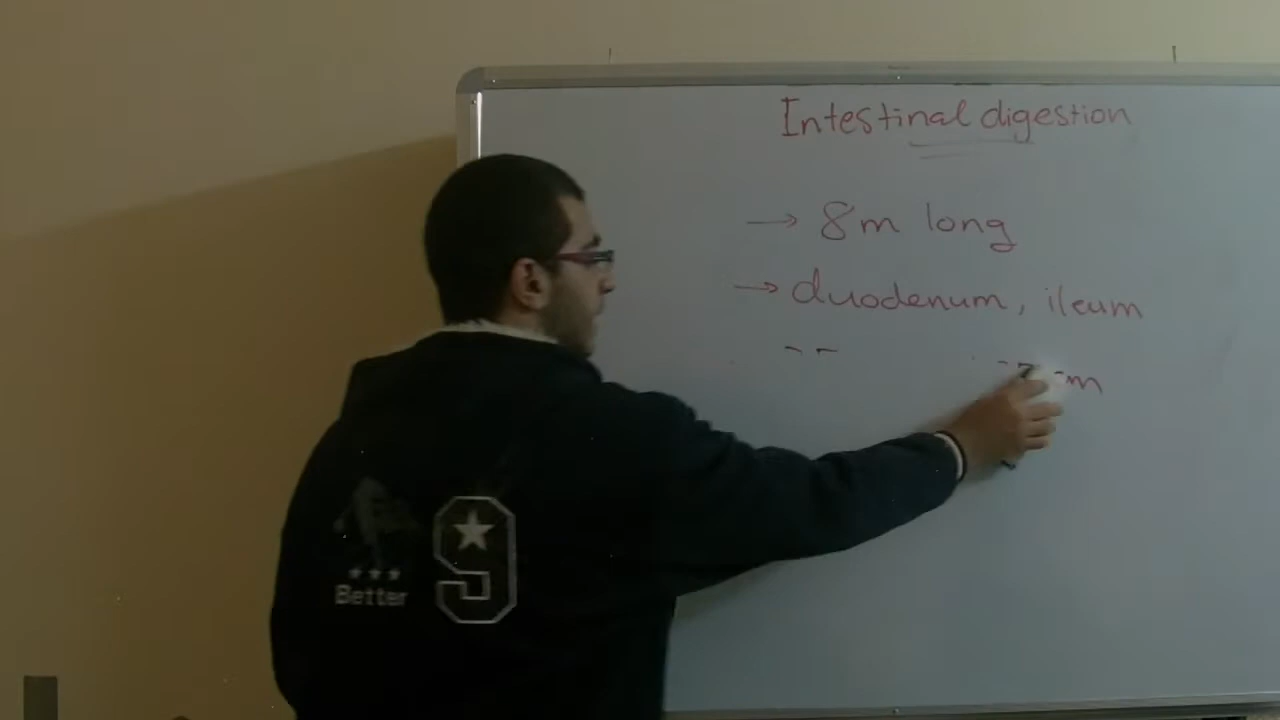 Intestinal digestion
→ 8m long
→ duodenum, ileum
m
Better
9